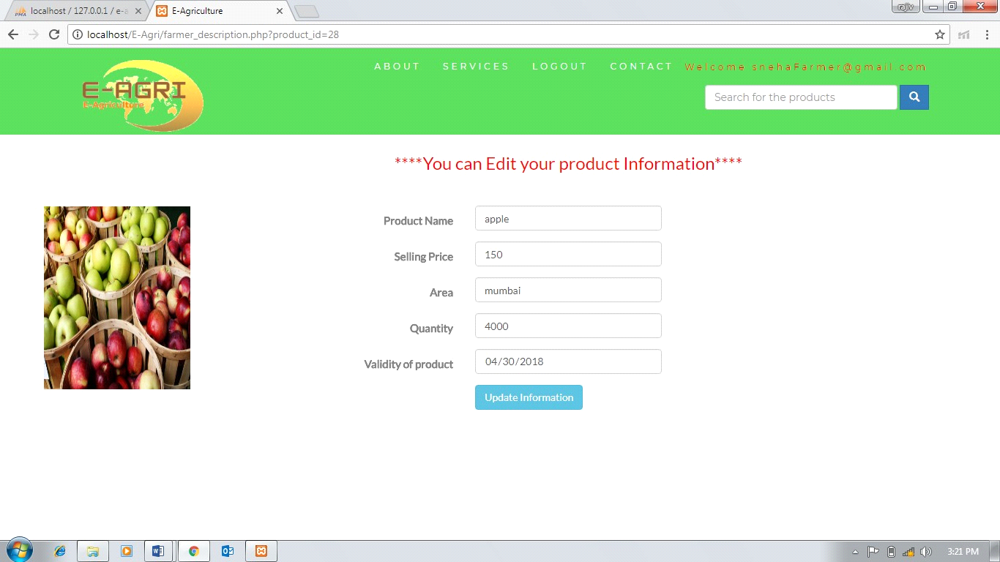 localhost / 127.0.0.1 / e-a
E-Agriculture
rajiv
localhost/E-Agri/farmer_description.php?product_id=28
ABOUT SERVICES LOGOUT CONTACT Welcome snehaFarmer@gmail.com
E-AGRI
E-Agriculture
Search for the products
****You can Edit your product Information****
Product Name apple
Selling Price 150
Area mumbai
Quantity 4000
Validity of product 04/30/2018
Update Information
3:21 PM